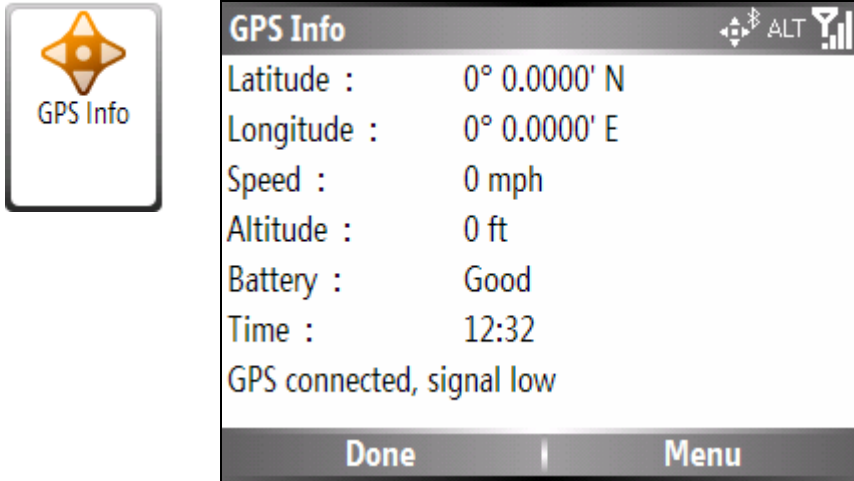 GPS Info
GPS Info ALT
Latitude : 0° 0.0000' N
Longitude : 0° 0.0000' E
Speed : 0 mph
Altitude : 0 ft
Battery : Good
Time : 12:32
GPS connected, signal low
Done Menu